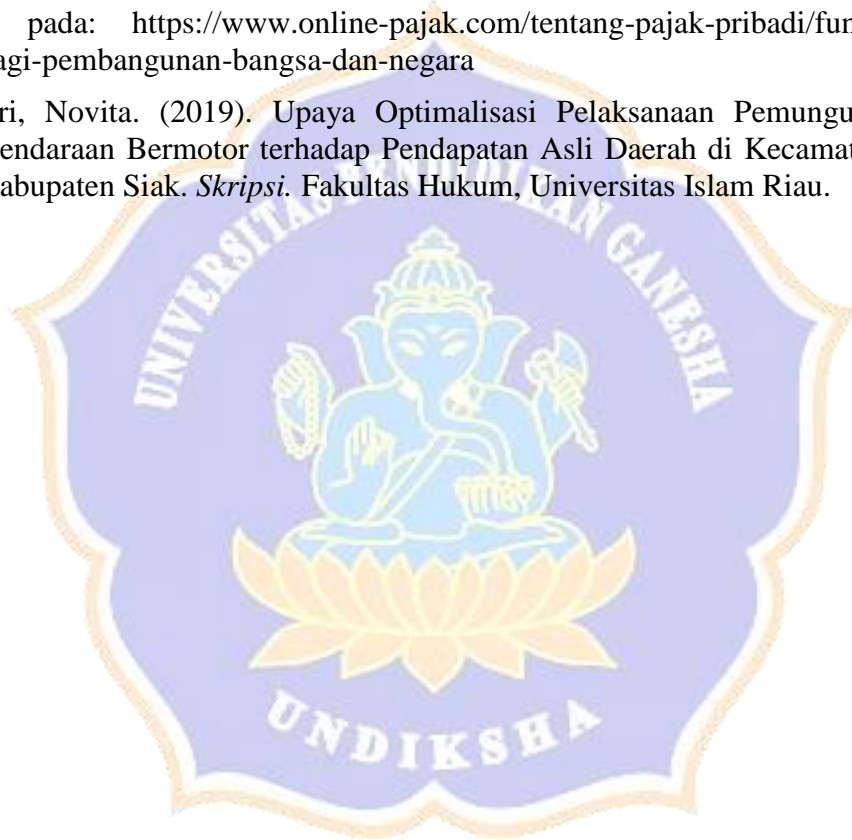 pada: https://www.online-pajak.com/tentang-pajak-pribadi/fun
agi-pembangunan-bangsa-dan-negara
ri, Novita. (2019). Upaya Optimalisasi Pelaksanaan Pemungu
endaraan Bermotor terhadap Pendapatan Asli Daerah di Kecamat
abupaten Siak. Skripsi. Fakultas Hukum, Universitas Islam Riau.
UNIVERSITAS PENDIDIKAN GANESHA
UNDIKSHA